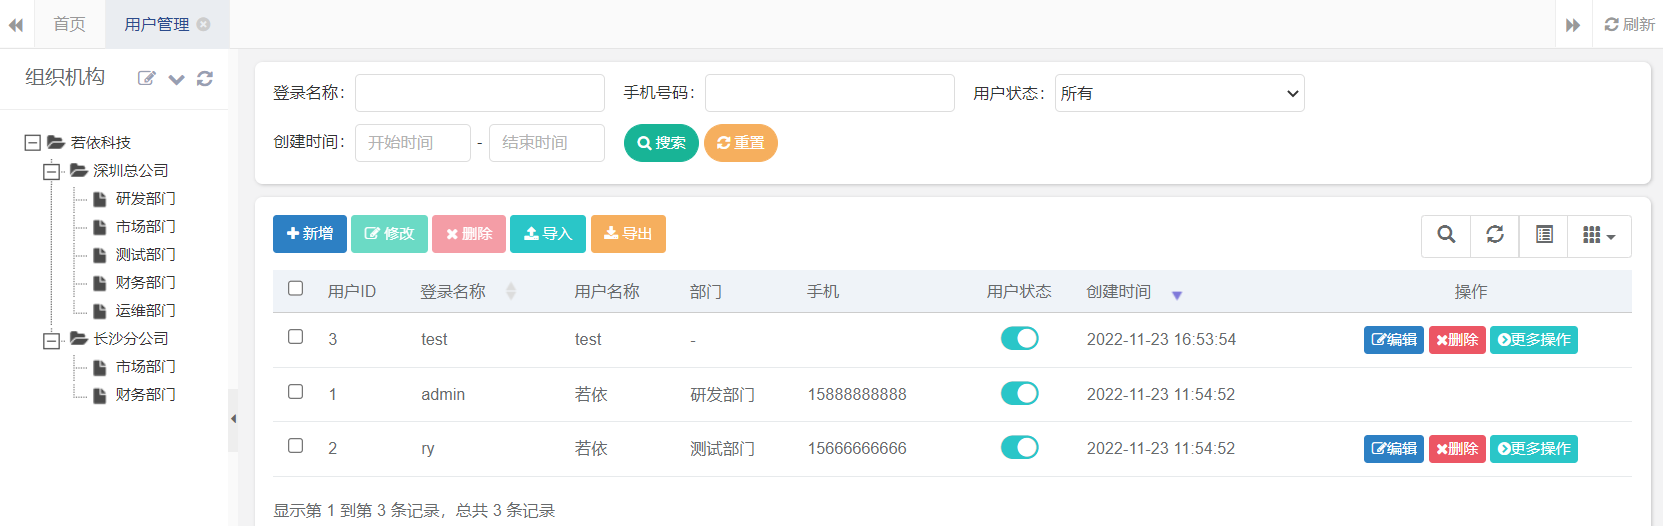 首页 用户管理 刷新
组织机构
若依科技
深圳总公司
研发部门
市场部门
测试部门
财务部门
运维部门
长沙分公司
市场部门
财务部门
登录名称： 手机号码： 用户状态： 所有
创建时间： 开始时间 - 结束时间 搜索 重置
新增 修改 删除 导入 导出
用户ID 登录名称 用户名称 部门 手机 用户状态 创建时间 操作
3 test test - 2022-11-23 16:53:54 编辑 删除 更多操作
1 admin 若依 研发部门 15888888888 2022-11-23 11:54:52
2 ry 若依 测试部门 15666666666 2022-11-23 11:54:52 编辑 删除 更多操作
显示第 1 到第 3 条记录，总共 3 条记录